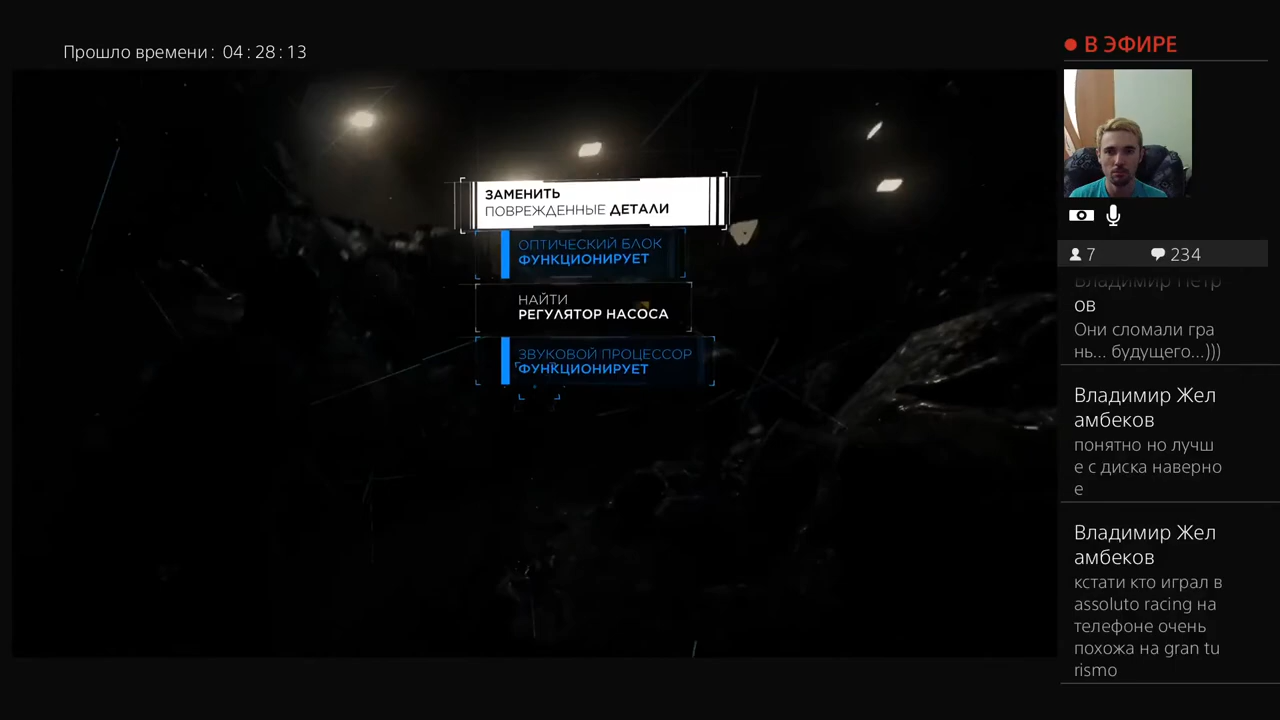 Прошло времени: 04:28:13
В ЭФИРЕ
ЗАМЕНИТЬ
ПОВРЕЖДЕННЫЕ ДЕТАЛИ
ОПТИЧЕСКИЙ БЛОК
ФУНКЦИОНИРУЕТ
НАЙТИ
РЕГУЛЯТОР НАСОСА
ЗВУКОВОЙ ПРОЦЕССОР
ФУНКЦИОНИРУЕТ
7 234
Владимир Петр
ов
Они сломали гра
нь... будущего...)))
Владимир Жел
амбеков
понятно но лучш
е с диска наверно
е
Владимир Жел
амбеков
кстати кто играл в
assoluto racing на
телефоне очень
похожа на gran tu
rismo